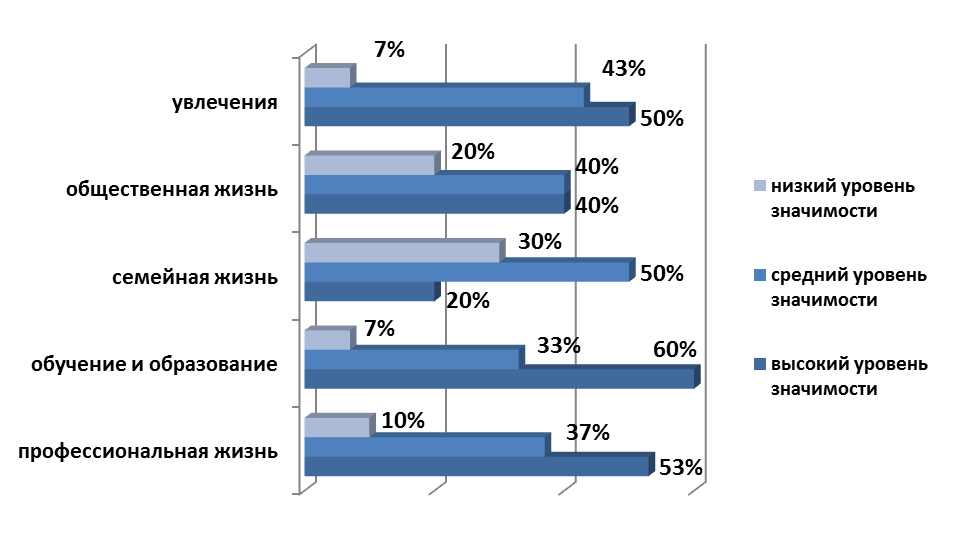 7%
43%
увлечения
50%
20%
40%
общественная жизнь
40%
30%
семейная жизнь
50%
20%
7%
33%
60%
обучение и образование
10%
37%
профессиональная жизнь
53%
низкий уровень
значимости
средний уровень
значимости
высокий уровень
значимости